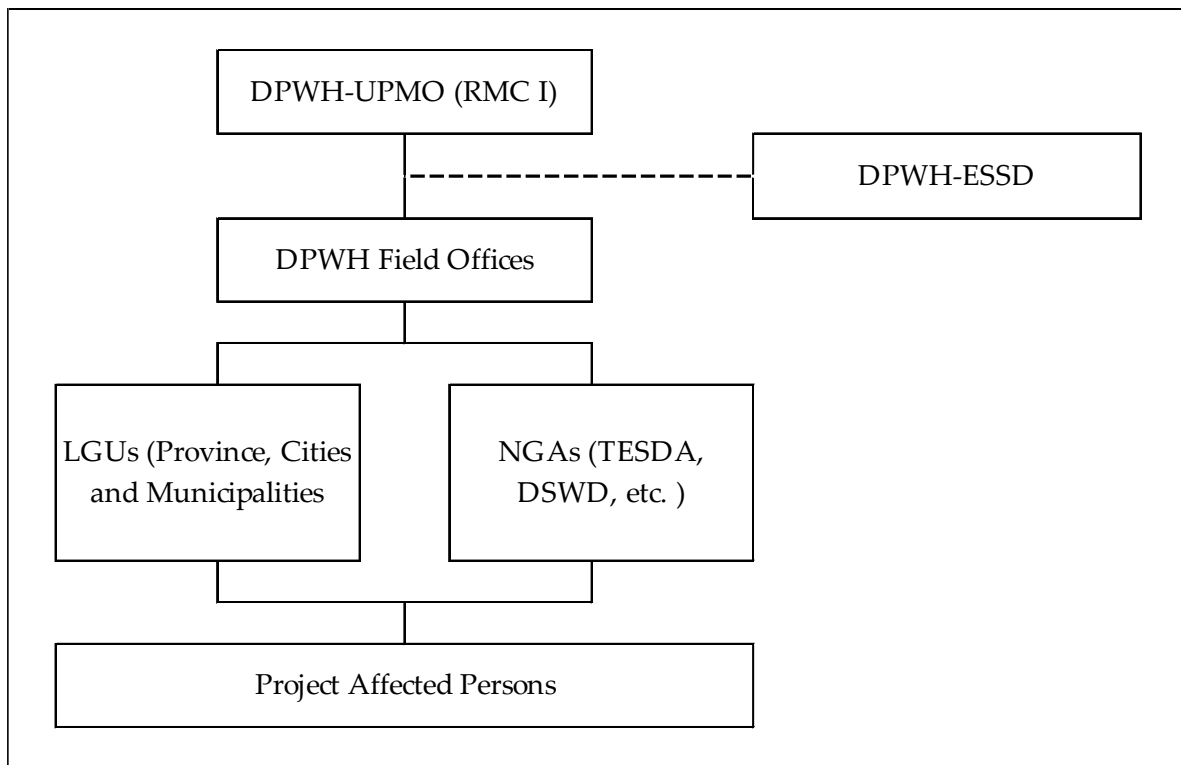 DPWH-UPMO (RMC I)
DPWH-ESSD
DPWH Field Offices
LGUs (Province, Cities
and Municipalities
NGAs (TESDA,
DSWD, etc. )
Project Affected Persons